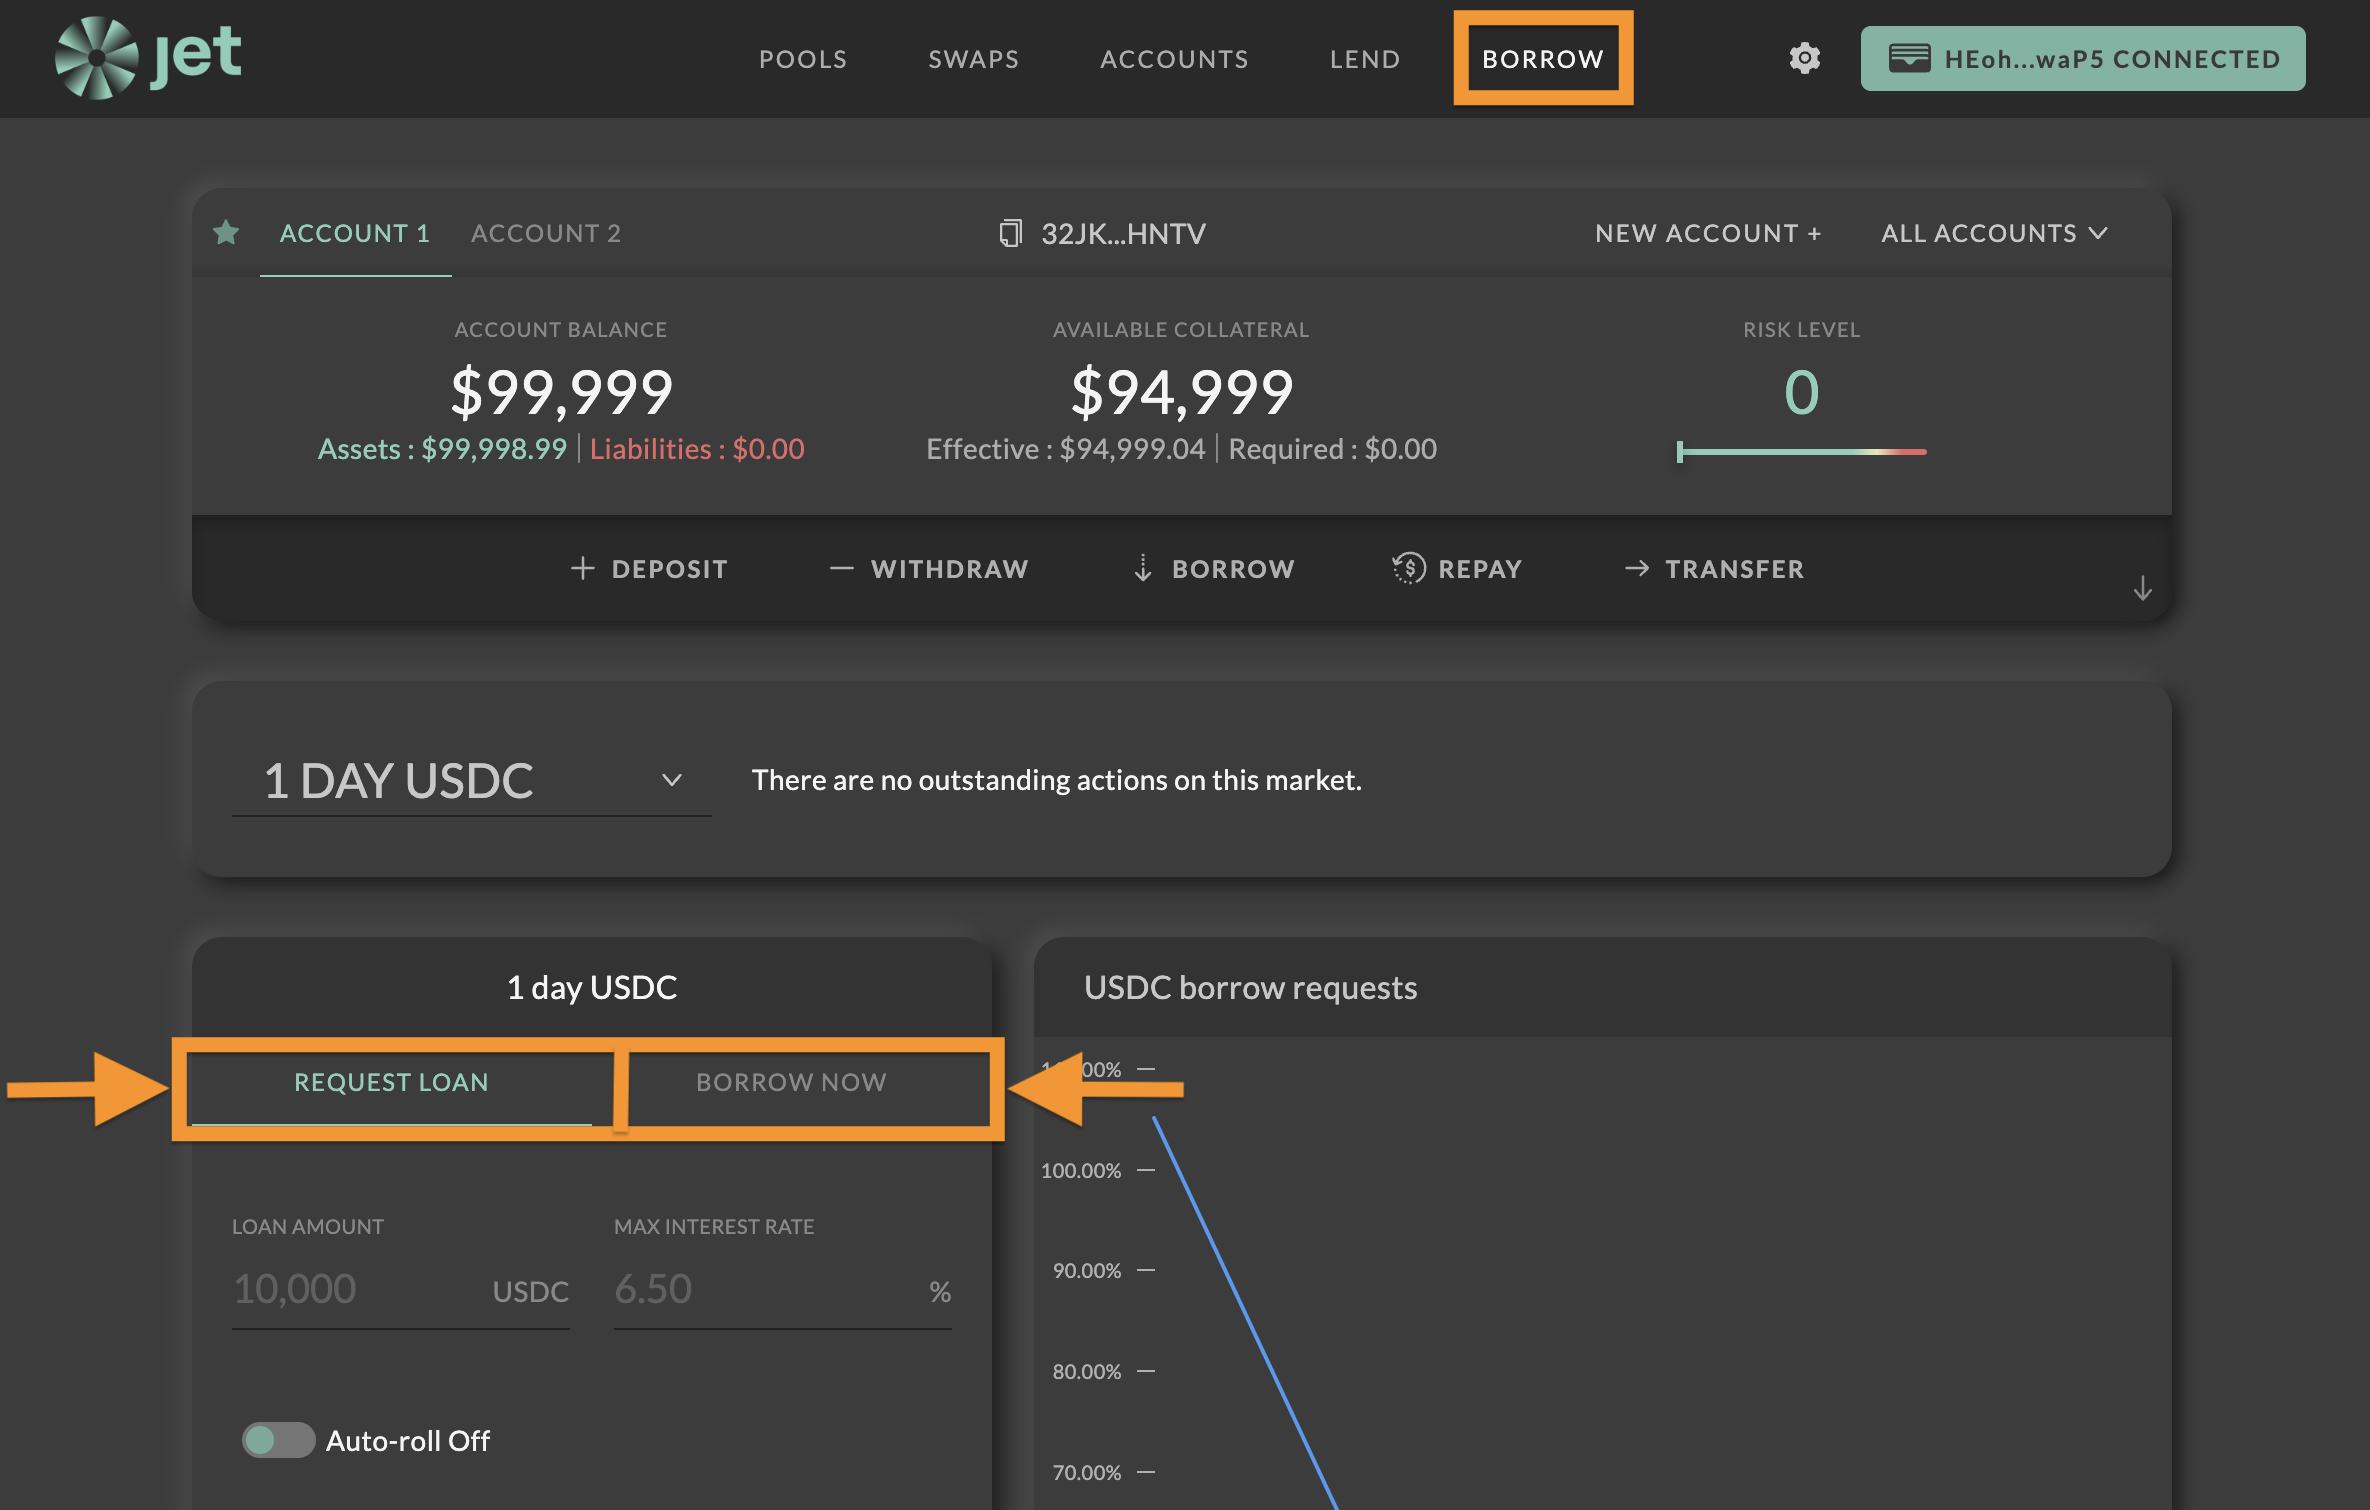 jet
POOLS SWAPS ACCOUNTS LEND BORROW HEoh...waP5 CONNECTED
ACCOUNT 1 ACCOUNT 2 32JK...HNTV NEW ACCOUNT + ALL ACCOUNTS
ACCOUNT BALANCE AVAILABLE COLLATERAL RISK LEVEL
$99,999 $94,999 0
Assets : $99,998.99 Liabilities : $0.00 Effective : $94,999.04 Required : $0.00
DEPOSIT WITHDRAW BORROW REPAY TRANSFER
1 DAY USDC There are no outstanding actions on this market.
1 day USDC
REQUEST LOAN BORROW NOW
LOAN AMOUNT MAX INTEREST RATE
10,000 USDC 6.50 %
Auto-roll Off
USDC borrow requests
100.00%
90.00%
80.00%
70.00%